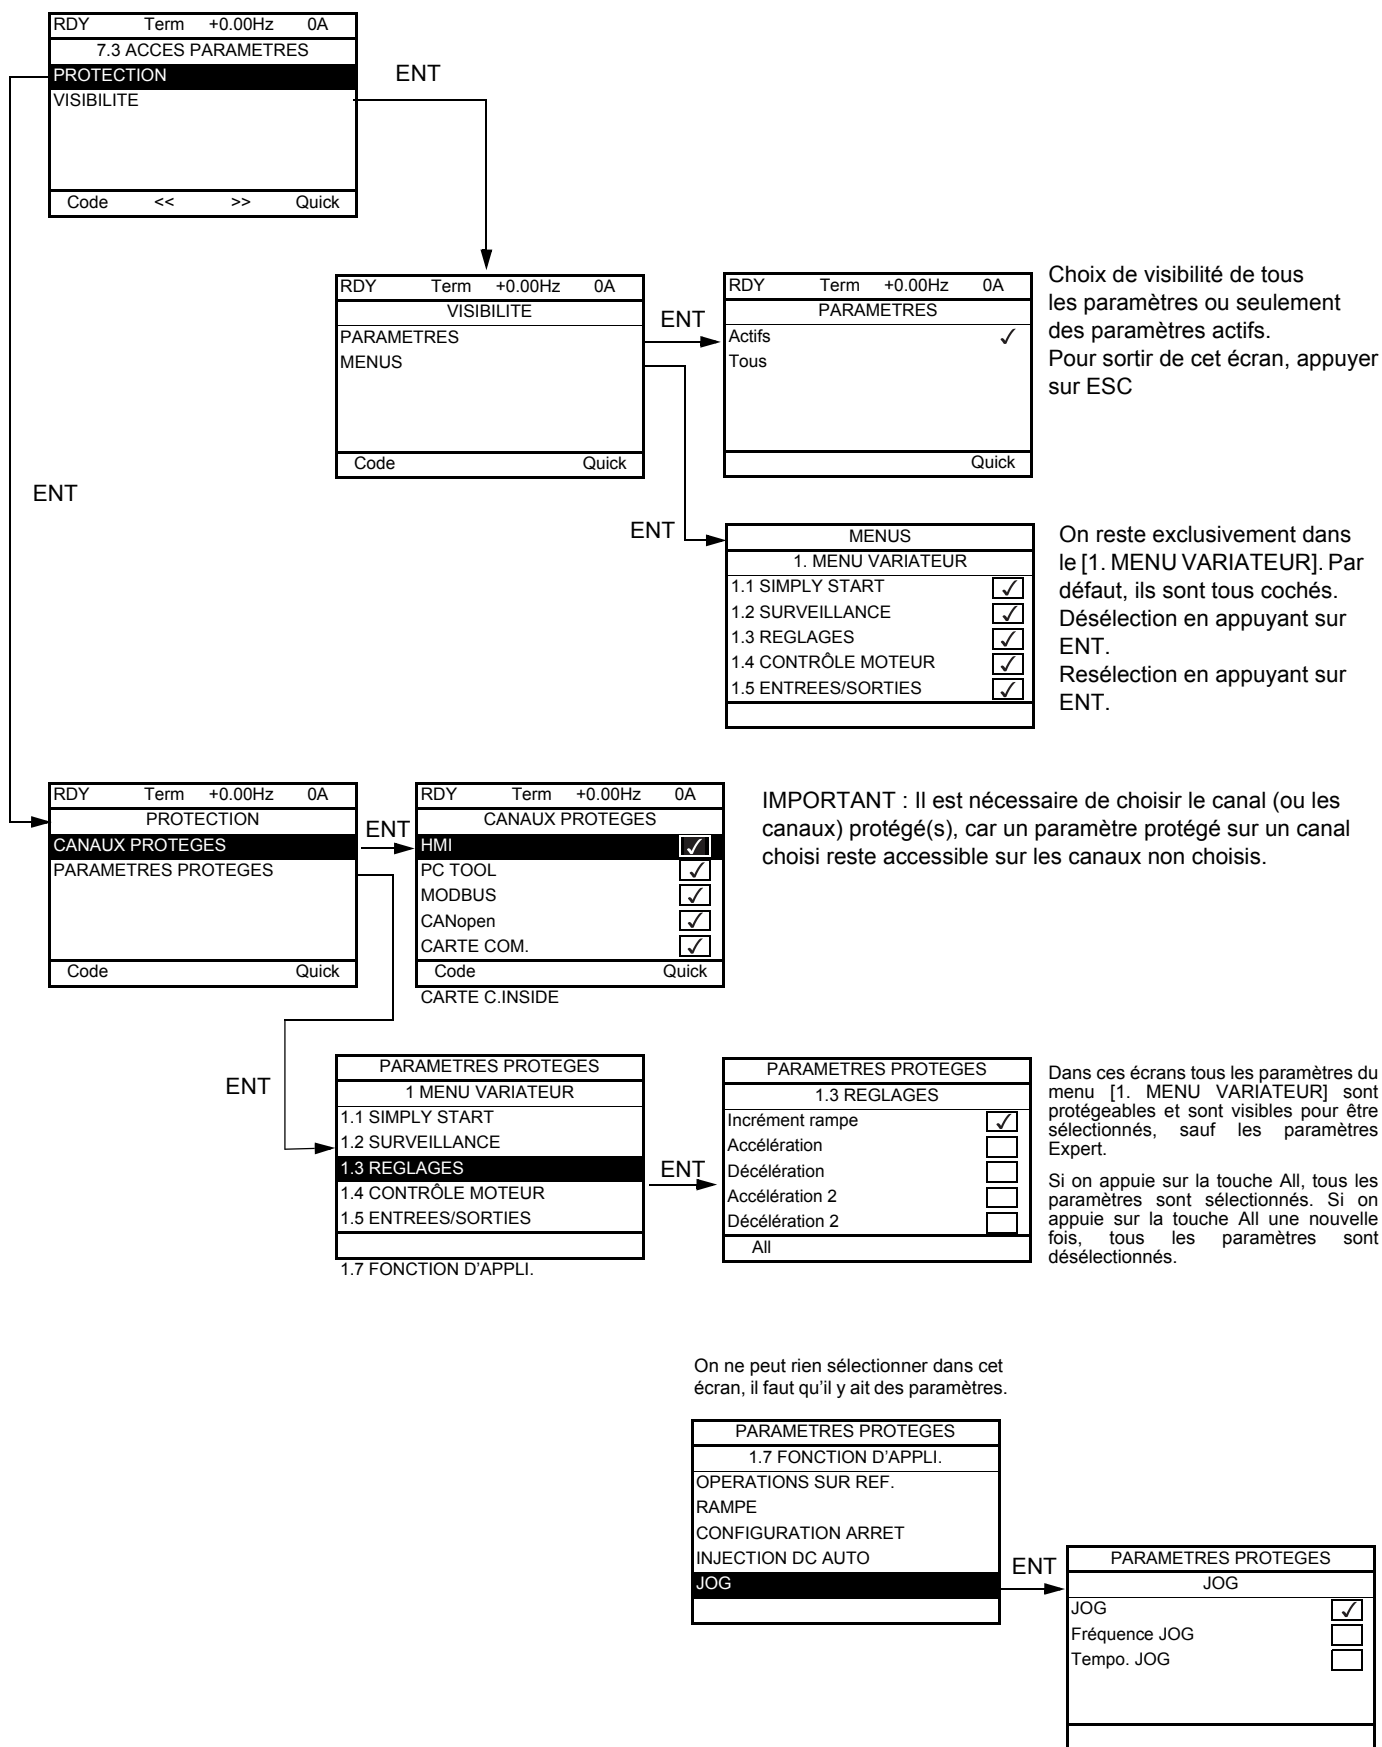 RDY Term +0.00Hz 0A
7.3 ACCES PARAMETRES
PROTECTION
VISIBILITE
Code << >> Quick
ENT
RDY Term +0.00Hz 0A
VISIBILITE
PARAMETRES
MENUS
Code Quick
ENT
RDY Term +0.00Hz 0A
PARAMETRES
Actifs ✓
Tous
Quick
Choix de visibilité de tous
les paramètres ou seulement
des paramètres actifs.
Pour sortir de cet écran, appuyer
sur ESC
ENT
ENT
MENUS
1. MENU VARIATEUR
1.1 SIMPLY START ✓
1.2 SURVEILLANCE ✓
1.3 REGLAGES ✓
1.4 CONTRÔLE MOTEUR ✓
1.5 ENTREES/SORTIES ✓
On reste exclusivement dans
le [1. MENU VARIATEUR]. Par
défaut, ils sont tous cochés.
Désélection en appuyant sur
ENT.
Resélection en appuyant sur
ENT.
RDY Term +0.00Hz 0A
PROTECTION
CANAUX PROTEGES
PARAMETRES PROTEGES
Code Quick
ENT
RDY Term +0.00Hz 0A
CANAUX PROTEGES
HMI ✓
PC TOOL ✓
MODBUS ✓
CANopen ✓
CARTE COM. ✓
Code Quick
CARTE C.INSIDE
IMPORTANT : Il est nécessaire de choisir le canal (ou les
canaux) protégé(s), car un paramètre protégé sur un canal
choisi reste accessible sur les canaux non choisis.
ENT
PARAMETRES PROTEGES
1 MENU VARIATEUR
1.1 SIMPLY START
1.2 SURVEILLANCE
1.3 REGLAGES
1.4 CONTRÔLE MOTEUR
1.5 ENTREES/SORTIES
1.7 FONCTION D'APPLI.
ENT
PARAMETRES PROTEGES
1.3 REGLAGES
Incrément rampe ✓
Accélération
Décélération
Accélération 2
Décélération 2
All
Dans ces écrans tous les paramètres du
menu [1. MENU VARIATEUR] sont
protégeables et sont visibles pour être
sélectionnés, sauf les paramètres
Expert.
Si on appuie sur la touche All, tous les
paramètres sont sélectionnés. Si on
appuie sur la touche All une nouvelle
fois, tous les paramètres sont
désélectionnés.
On ne peut rien sélectionner dans cet
écran, il faut qu'il y ait des paramètres.
PARAMETRES PROTEGES
1.7 FONCTION D'APPLI.
OPERATIONS SUR REF.
RAMPE
CONFIGURATION ARRET
INJECTION DC AUTO
JOG
ENT
PARAMETRES PROTEGES
JOG
JOG ✓
Fréquence JOG
Tempo. JOG